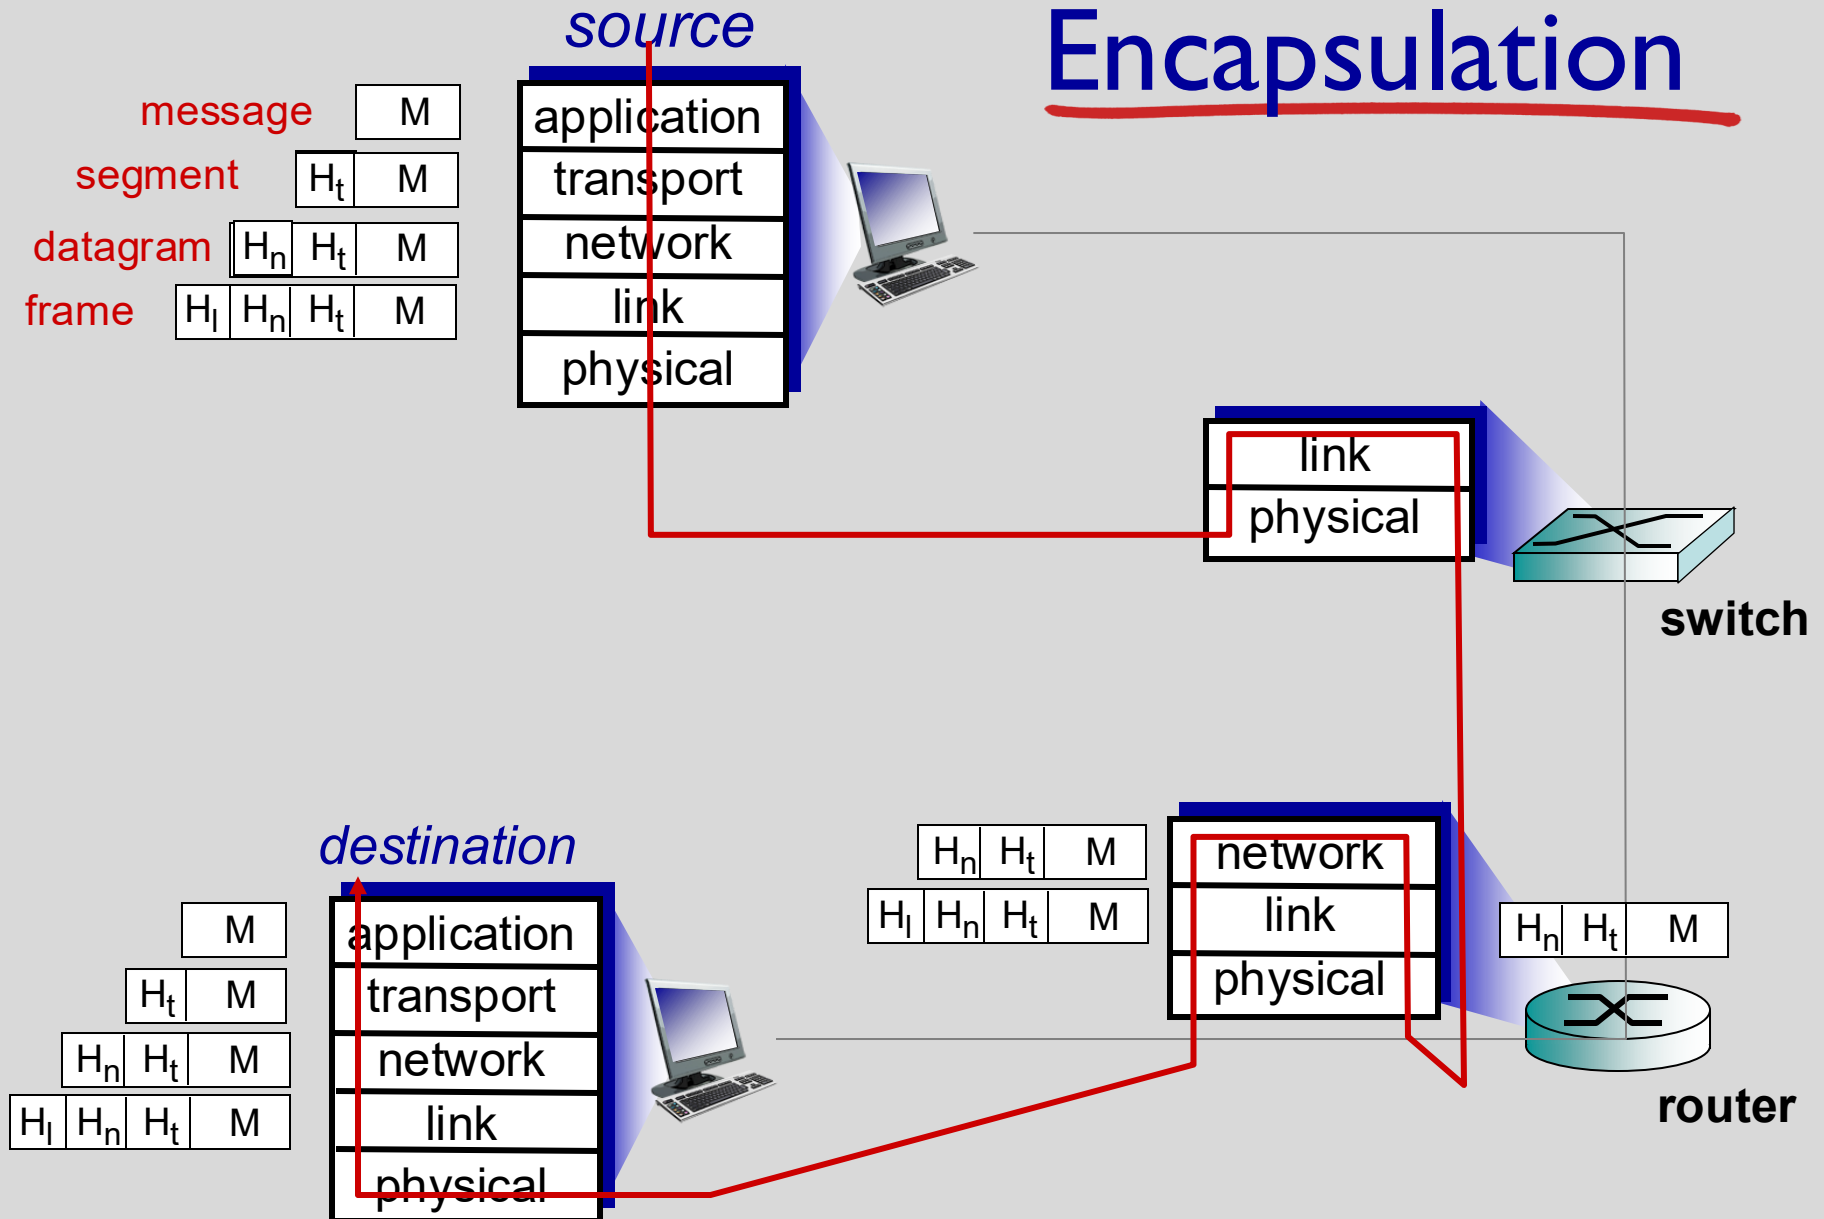 source
Encapsulation
message M
segment Ht M
datagram Hn Ht M
frame Hl Hn Ht M
application
transport
network
link
physical
link
physical
switch
destination
M
Ht M
Hn Ht M
Hl Hn Ht M
application
transport
network
link
physical
Hn Ht M
Hl Hn Ht M
network
link
physical
Hn Ht M
router